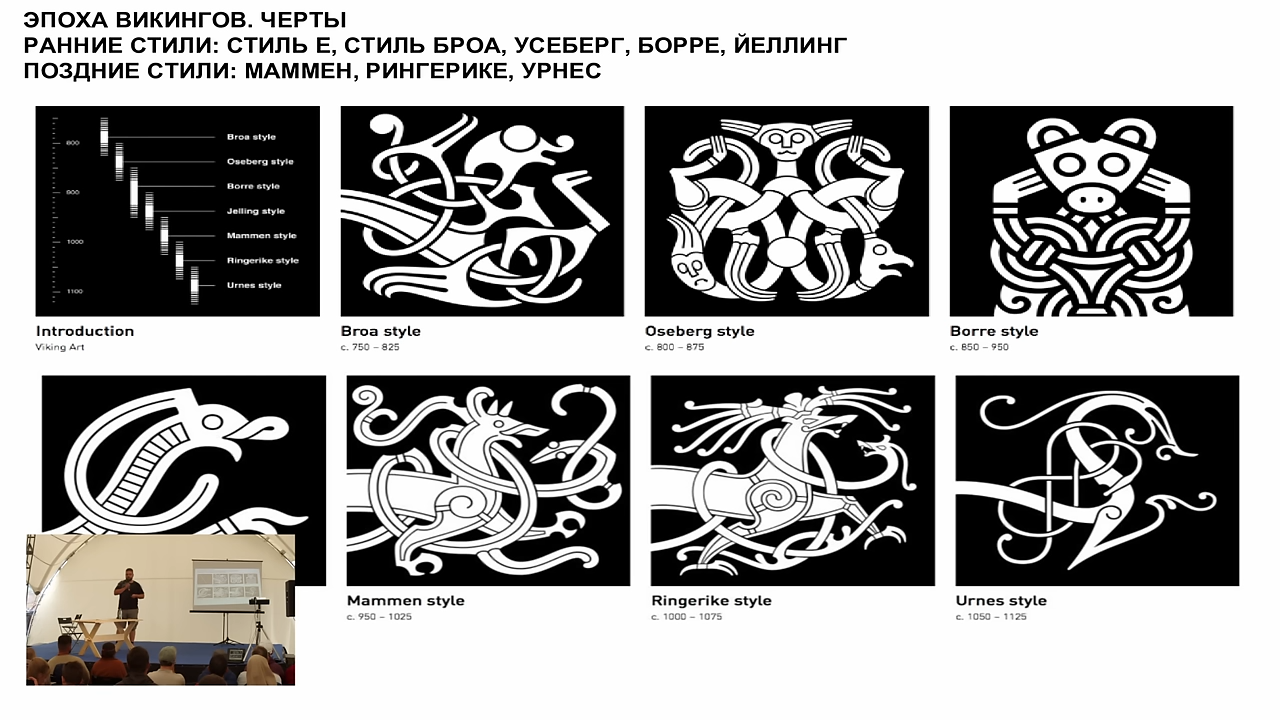 ЭПОХА ВИКИНГОВ. ЧЕРТЫ
РАННИЕ СТИЛИ: СТИЛЬ Е, СТИЛЬ БРОА, УСЕБЕРГ, БОРРЕ, ЙЕЛЛИНГ
ПОЗДНИЕ СТИЛИ: МАММЕН, РИНГЕРИКЕ, УРНЕС
800
900
1000
1100
Broa style
Oseberg style
Borre style
Jelling style
Mammen style
Ringerike style
Urnes style
Introduction
Viking Art
Broa style
c. 750 – 825
Oseberg style
c. 800 – 875
Borre style
c. 850 – 950
Mammen style
c. 950 – 1025
Ringerike style
c. 1000 – 1075
Urnes style
c. 1050 – 1125